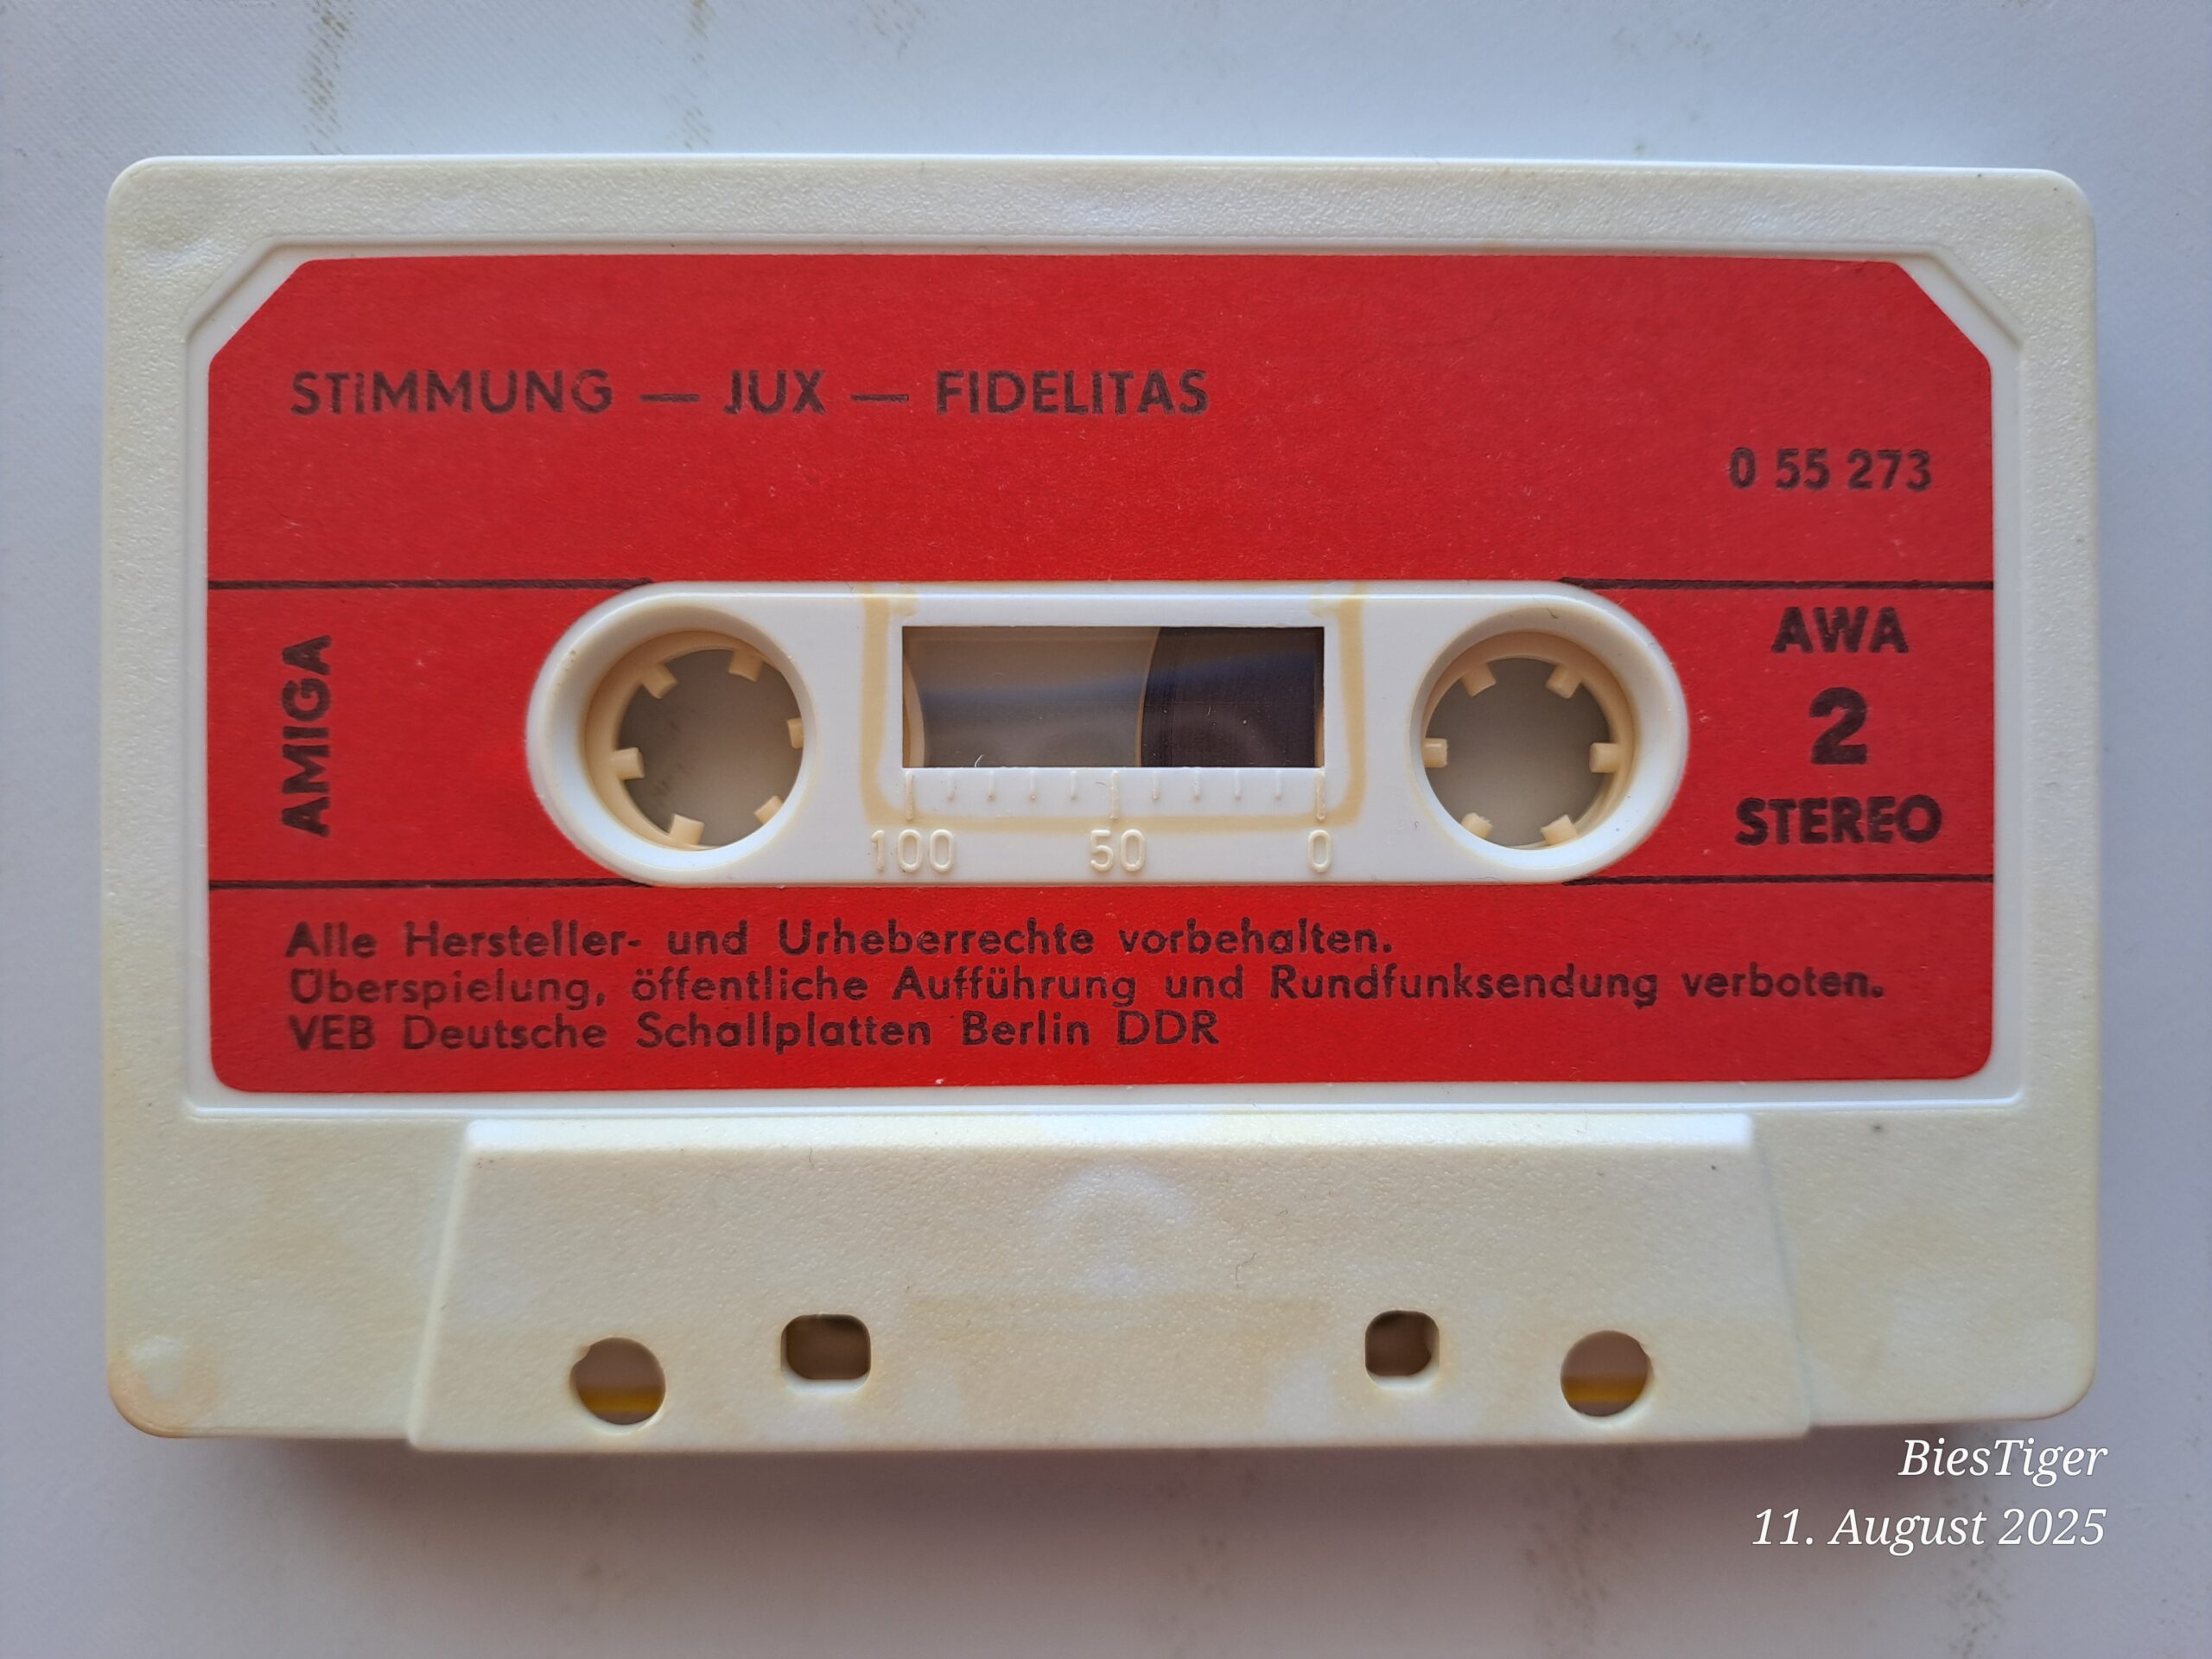 STIMMUNG — JUX — FIDELITAS
0 55 273
AMIGA
AWA
2
STEREO
100 50 0
Alle Hersteller- und Urheberrechte vorbehalten.
Überspielung, öffentliche Aufführung und Rundfunksendung verboten.
VEB Deutsche Schallplatten Berlin DDR
BiesTiger
11. August 2025